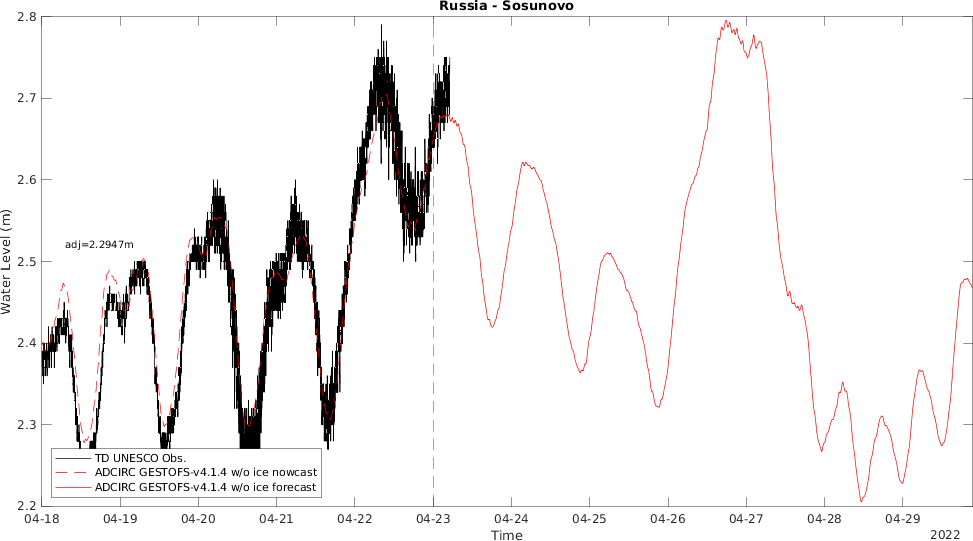 Russia - Sosunovo
2.8
2.7
2.6
2.5
2.4
2.3
2.2
Water Level (m)
adj=2.2947m
TD UNESCO Obs.
ADCIRC GESTOFS-v4.1.4 w/o ice nowcast
ADCIRC GESTOFS-v4.1.4 w/o ice forecast
04-18 04-19 04-20 04-21 04-22 04-23 04-24 04-25 04-26 04-27 04-28 04-29
Time
2022